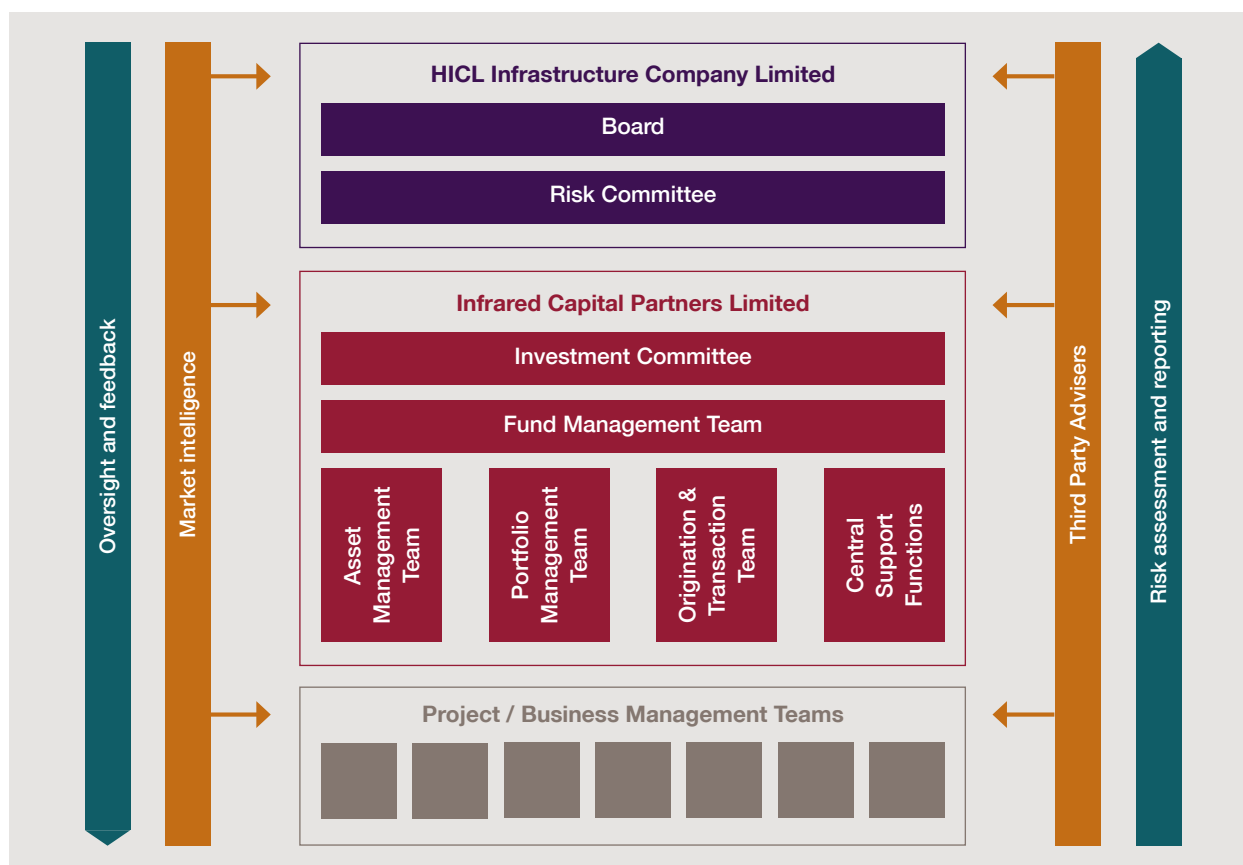 HICL Infrastructure Company Limited
Board
Risk Committee
Infrared Capital Partners Limited
Investment Committee
Fund Management Team
Asset
Management
Team
Portfolio
Management
Team
Origination &
Transaction
Team
Central
Support
Functions
Project / Business Management Teams
Oversight and feedback
Market intelligence
Third Party Advisers
Risk assessment and reporting